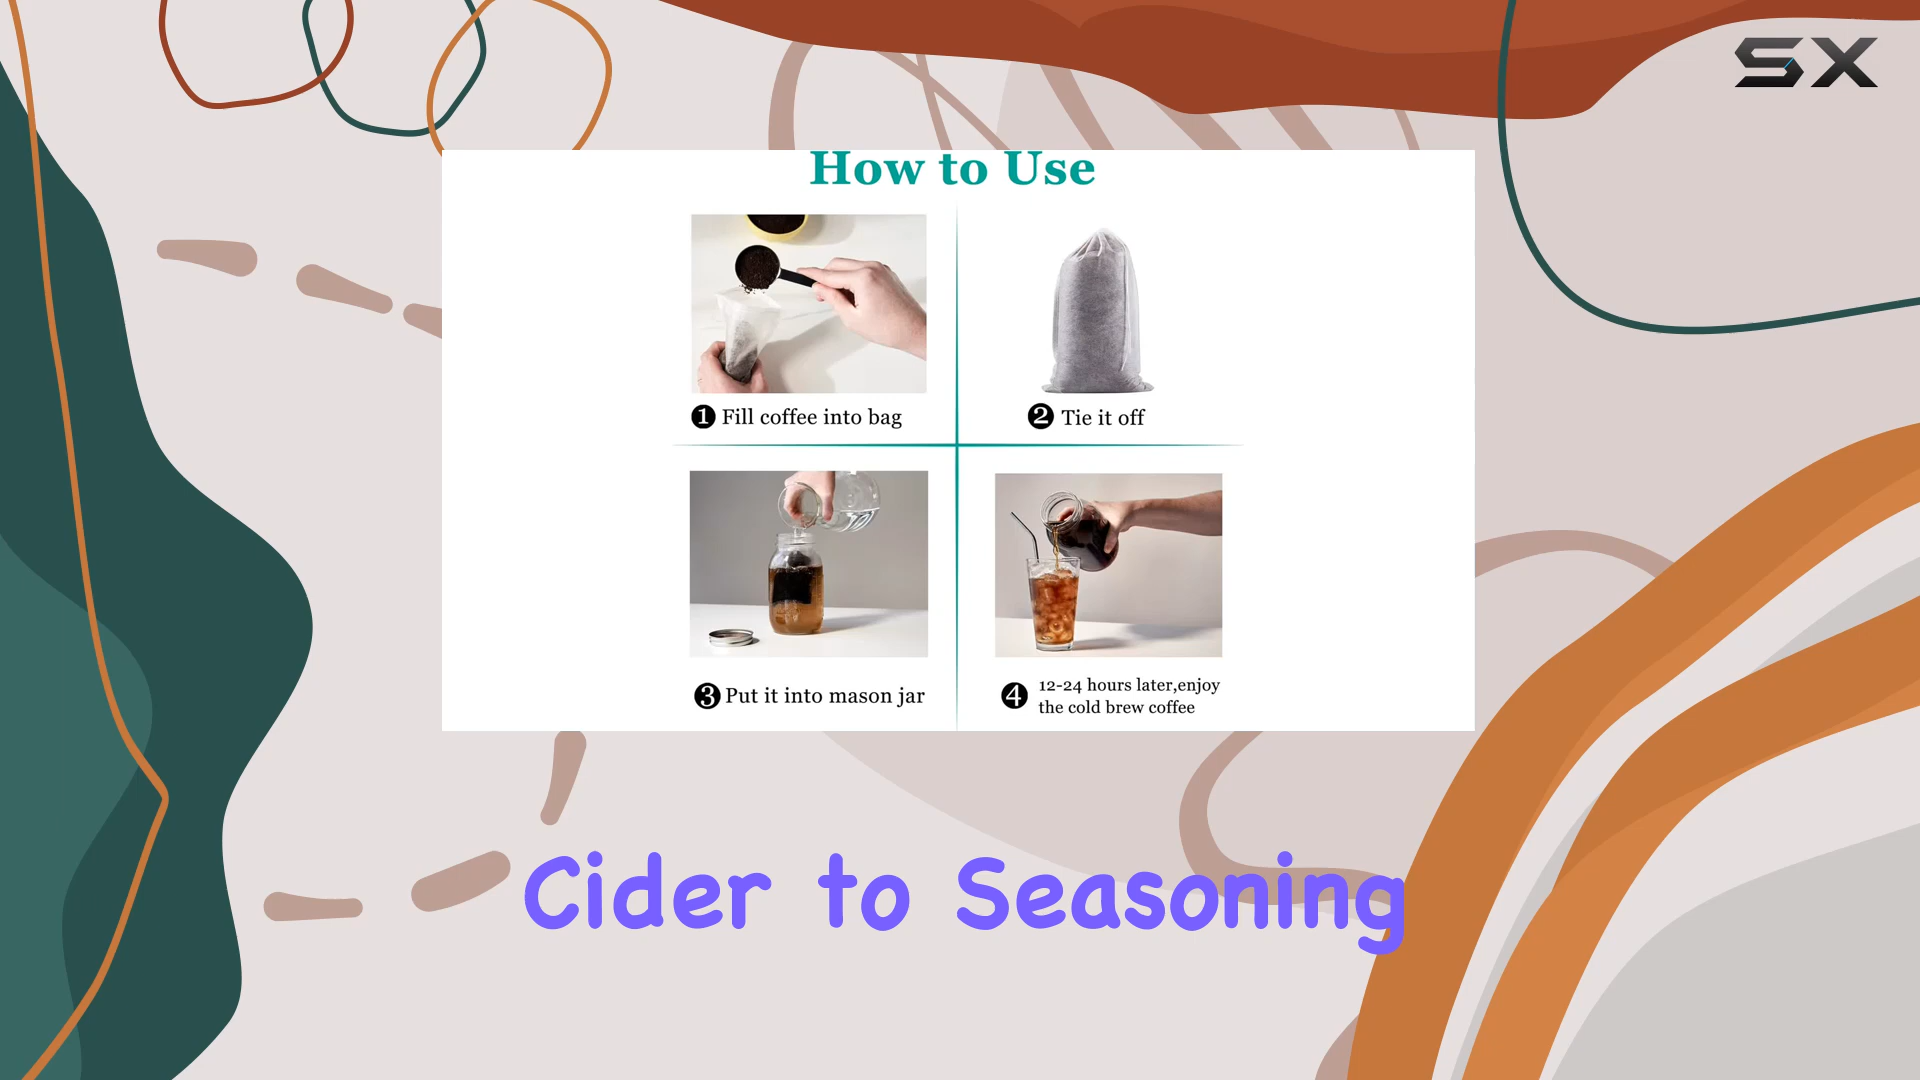 SX
How to Use
1 Fill coffee into bag
2 Tie it off
3 Put it into mason jar
4 12-24 hours later,enjoy
the cold brew coffee
Cider to Seasoning